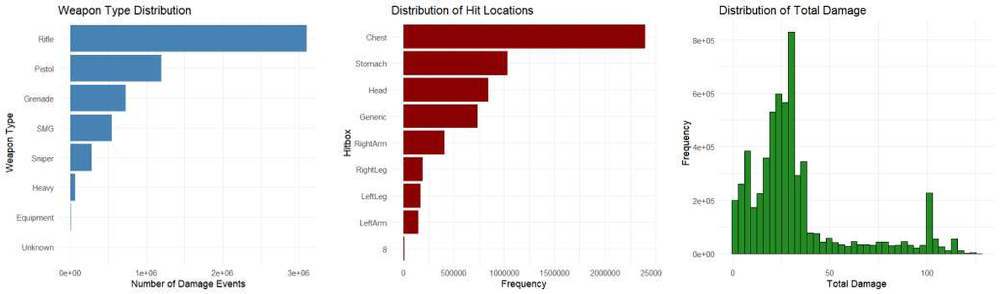 Weapon Type Distribution
Rifle
Pistol
Grenade
SMG
Sniper
Heavy
Equipment
Unknown
Weapon Type
0e+00 1e+06 2e+06 3e+06
Number of Damage Events
Distribution of Hit Locations
Chest
Stomach
Head
Generic
RightArm
RightLeg
LeftLeg
LeftArm
8
Hitbox
0 500000 1000000 1500000 2000000 25000
Frequency
Distribution of Total Damage
8e+05
6e+05
4e+05
2e+05
0e+00
Frequency
0 50 100
Total Damage